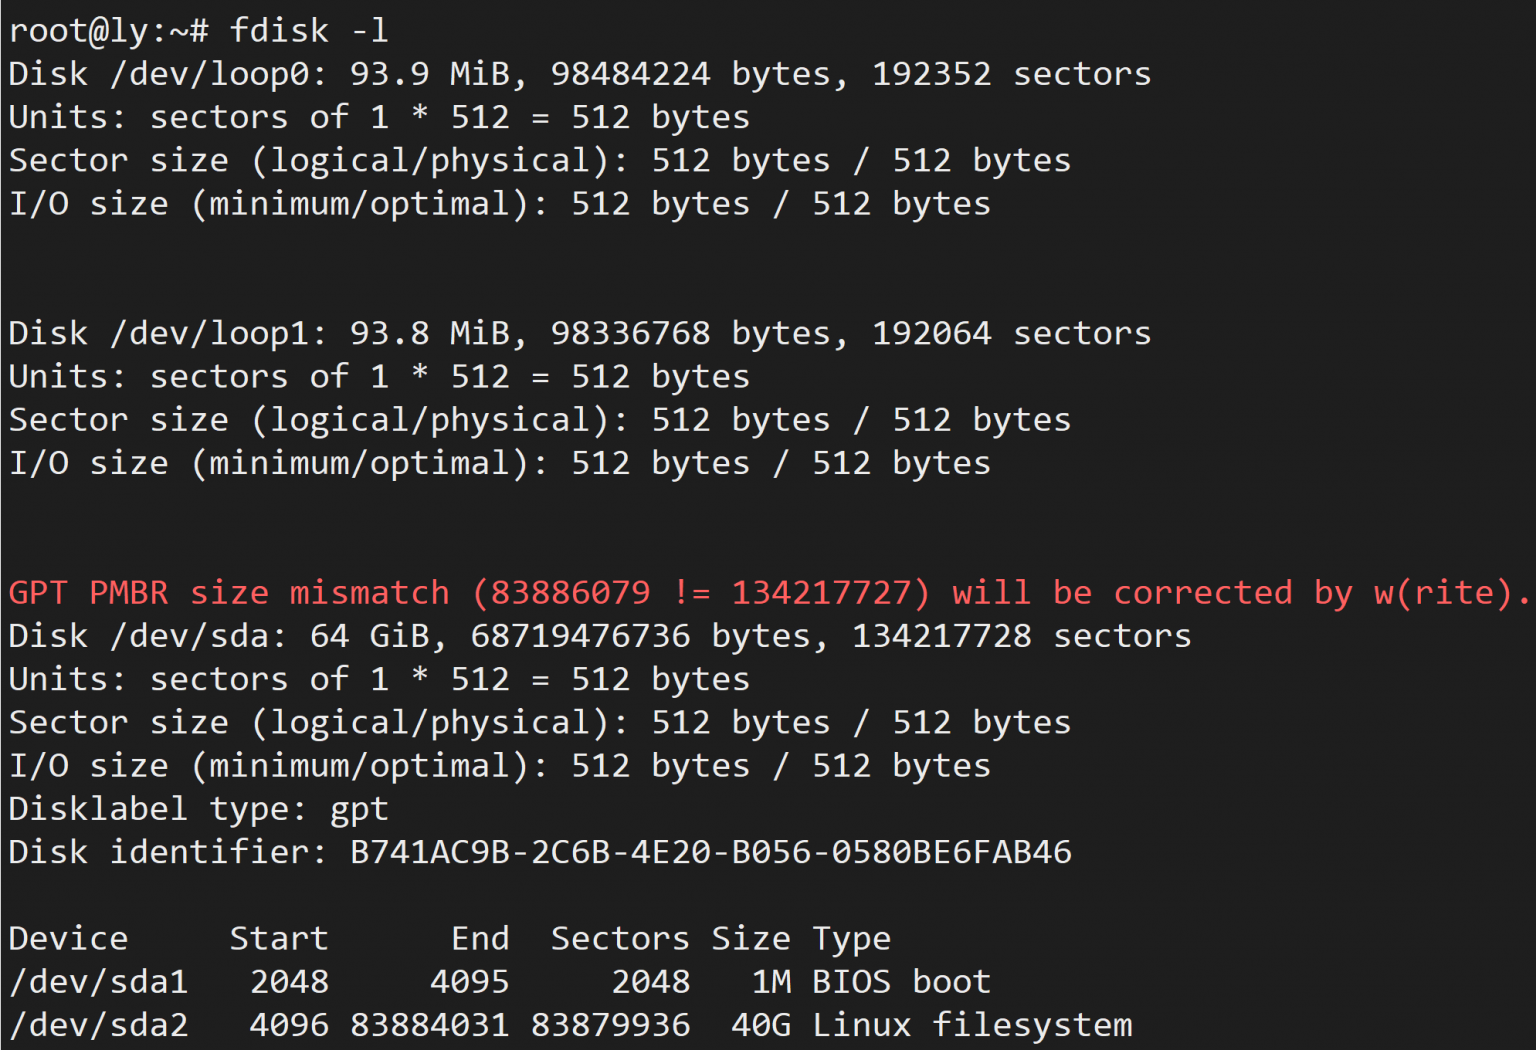 root@ly:~# fdisk -l
Disk /dev/loop0: 93.9 MiB, 98484224 bytes, 192352 sectors
Units: sectors of 1 * 512 = 512 bytes
Sector size (logical/physical): 512 bytes / 512 bytes
I/O size (minimum/optimal): 512 bytes / 512 bytes
Disk /dev/loop1: 93.8 MiB, 98336768 bytes, 192064 sectors
Units: sectors of 1 * 512 = 512 bytes
Sector size (logical/physical): 512 bytes / 512 bytes
I/O size (minimum/optimal): 512 bytes / 512 bytes
GPT PMBR size mismatch (83886079 != 134217727) will be corrected by w(rite).
Disk /dev/sda: 64 GiB, 68719476736 bytes, 134217728 sectors
Units: sectors of 1 * 512 = 512 bytes
Sector size (logical/physical): 512 bytes / 512 bytes
I/O size (minimum/optimal): 512 bytes / 512 bytes
Disklabel type: gpt
Disk identifier: B741AC9B-2C6B-4E20-B056-0580BE6FAB46
Device     Start      End  Sectors Size Type
/dev/sda1   2048     4095     2048   1M BIOS boot
/dev/sda2   4096 83884031 83879936  40G Linux filesystem